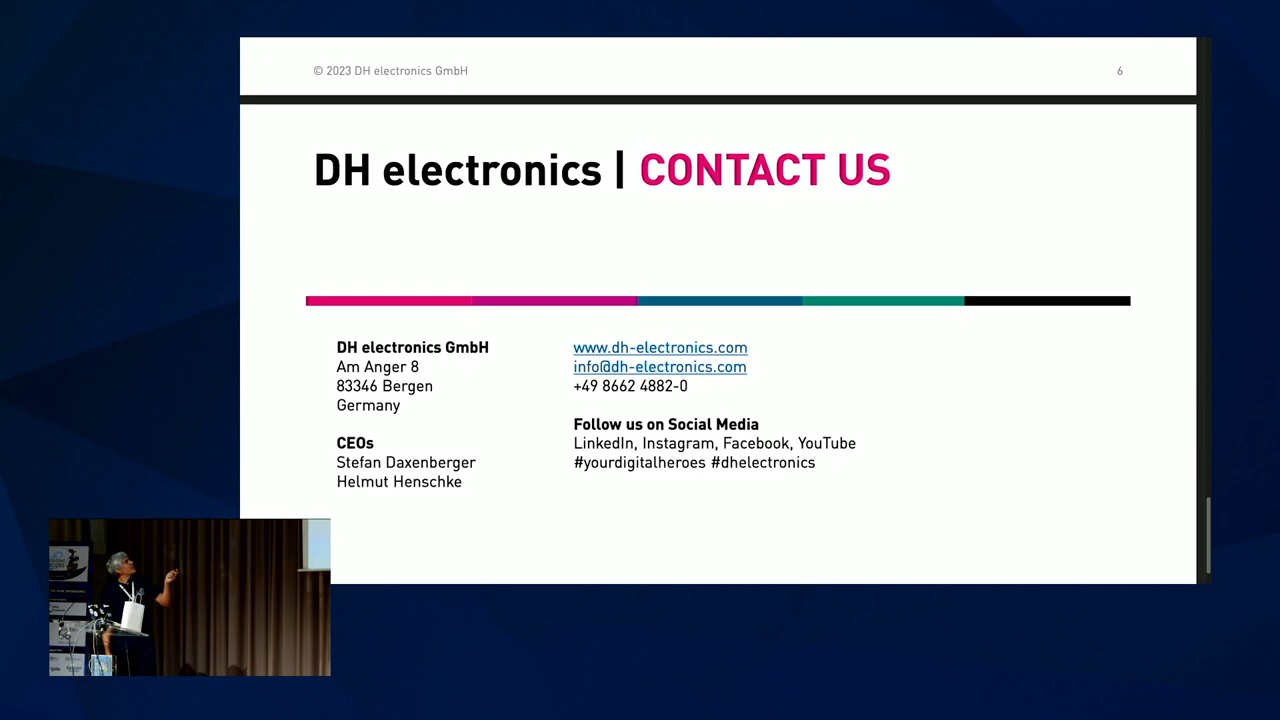 © 2023 DH electronics GmbH
6
DH electronics | CONTACT US
DH electronics GmbH
Am Anger 8
83346 Bergen
Germany
CEOs
Stefan Daxenberger
Helmut Henschke
www.dh-electronics.com
info@dh-electronics.com
+49 8662 4882-0
Follow us on Social Media
LinkedIn, Instagram, Facebook, YouTube
#yourdigitalheroes #dhelectronics